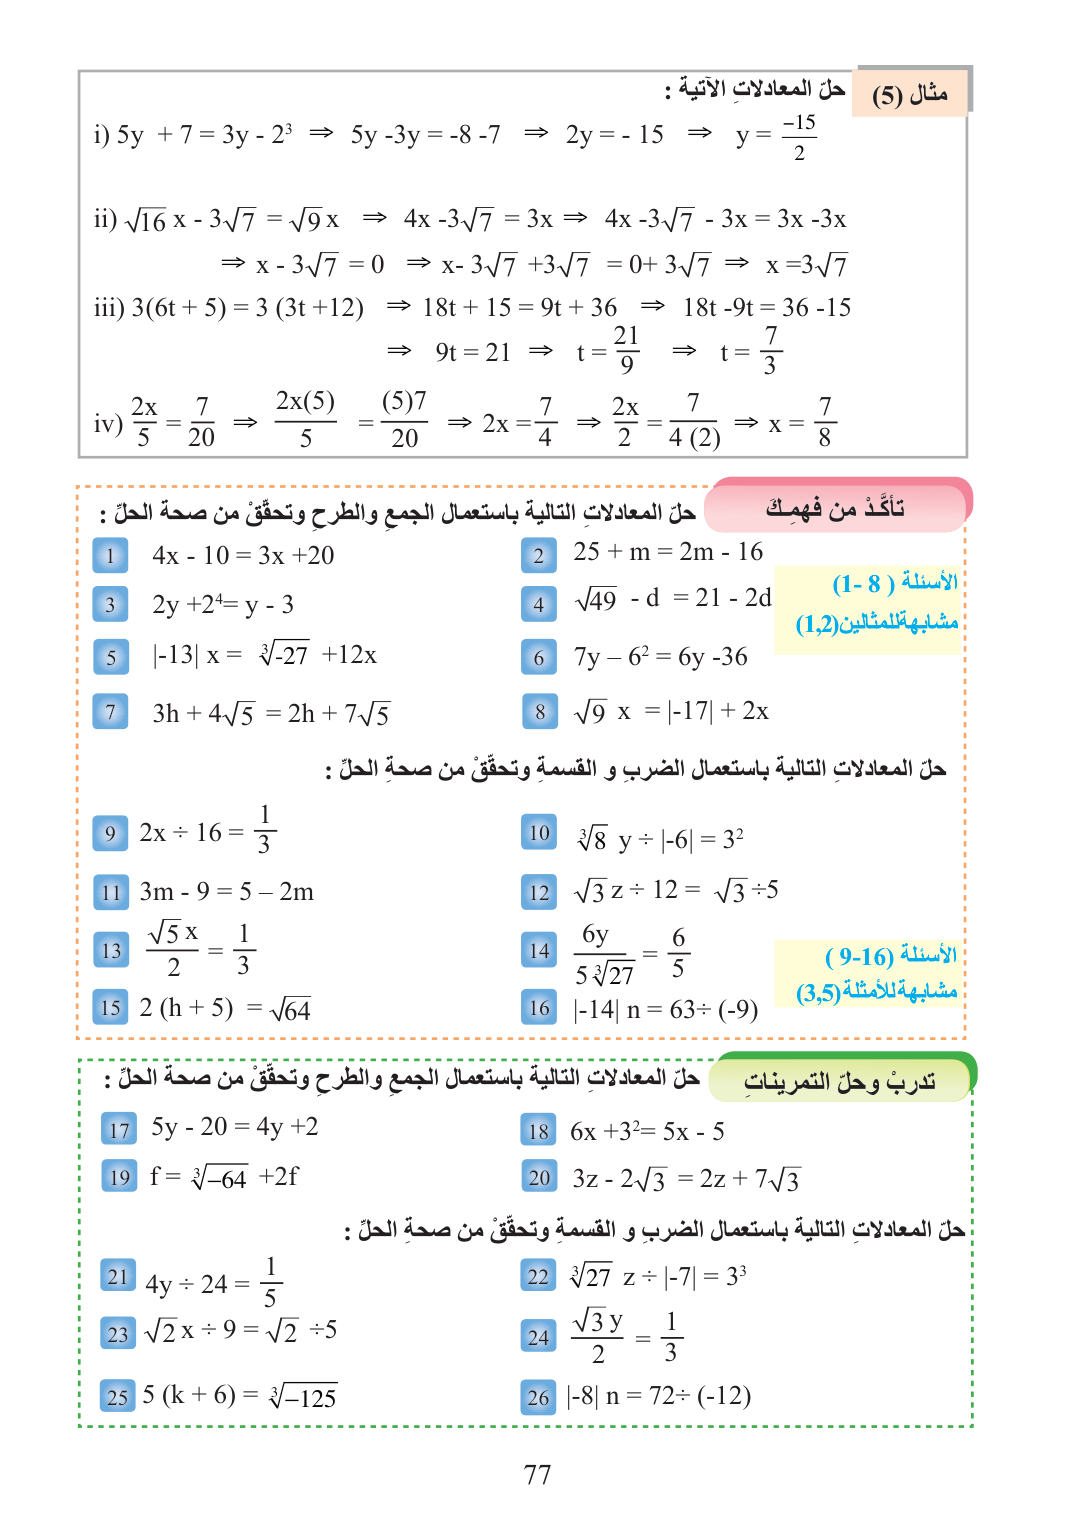 مثال (5) حلّ المعادلاتِ الآتية :
i) 5y + 7 = 3y - 2³ ⇒ 5y -3y = -8 -7 ⇒ 2y = - 15 ⇒ y = −15/2
ii) √16 x - 3√7 = √9 x ⇒ 4x -3√7 = 3x ⇒ 4x -3√7 - 3x = 3x -3x
⇒ x - 3√7 = 0 ⇒ x- 3√7 +3√7 = 0+ 3√7 ⇒ x =3√7
iii) 3(6t + 5) = 3 (3t +12) ⇒ 18t + 15 = 9t + 36 ⇒ 18t -9t = 36 -15
⇒ 9t = 21 ⇒ t = 21/9 ⇒ t = 7/3
iv) 2x/5 = 7/20 ⇒ 2x(5)/5 = (5)7/20 ⇒ 2x = 7/4 ⇒ 2x/2 = 7/4 (2) ⇒ x = 7/8
تأكَّـدْ من فهمِـكَ حلّ المعادلاتِ التالية باستعمال الجمعِ والطرحِ وتحقّقْ من صحة الحلِّ :
1 4x - 10 = 3x +20
2 25 + m = 2m - 16
3 2y +2⁴= y - 3
4 √49 - d = 21 - 2d
الأسئلة ( 8 -1)
مشابهة للمثالين(1,2)
5 |-13| x = ∛-27 +12x
6 7y – 6² = 6y -36
7 3h + 4√5 = 2h + 7√5
8 √9 x = |-17| + 2x
حلّ المعادلاتِ التالية باستعمال الضربِ و القسمةِ وتحقّقْ من صحةِ الحلِّ :
9 2x ÷ 16 = 1/3
10 ∛8 y ÷ |-6| = 3²
11 3m - 9 = 5 – 2m
12 √3 z ÷ 12 = √3 ÷5
13 √5 x/2 = 1/3
14 6y/5 ∛27 = 6/5
الأسئلة (9-16 )
مشابهة للأمثلة (3,5)
15 2 (h + 5) = √64
16 |-14| n = 63÷ (-9)
تدربْ وحلّ التمريناتِ حلّ المعادلاتِ التالية باستعمال الجمعِ والطرحِ وتحقّقْ من صحة الحلِّ :
17 5y - 20 = 4y +2
18 6x +3²= 5x - 5
19 f = ∛–64 +2f
20 3z - 2√3 = 2z + 7√3
حلّ المعادلاتِ التالية باستعمال الضربِ و القسمةِ وتحقّقْ من صحةِ الحلِّ :
21 4y ÷ 24 = 1/5
22 ∛27 z ÷ |-7| = 3³
23 √2 x ÷ 9 = √2 ÷5
24 √3 y/2 = 1/3
25 5 (k + 6) = ∛–125
26 |-8| n = 72÷ (-12)
77